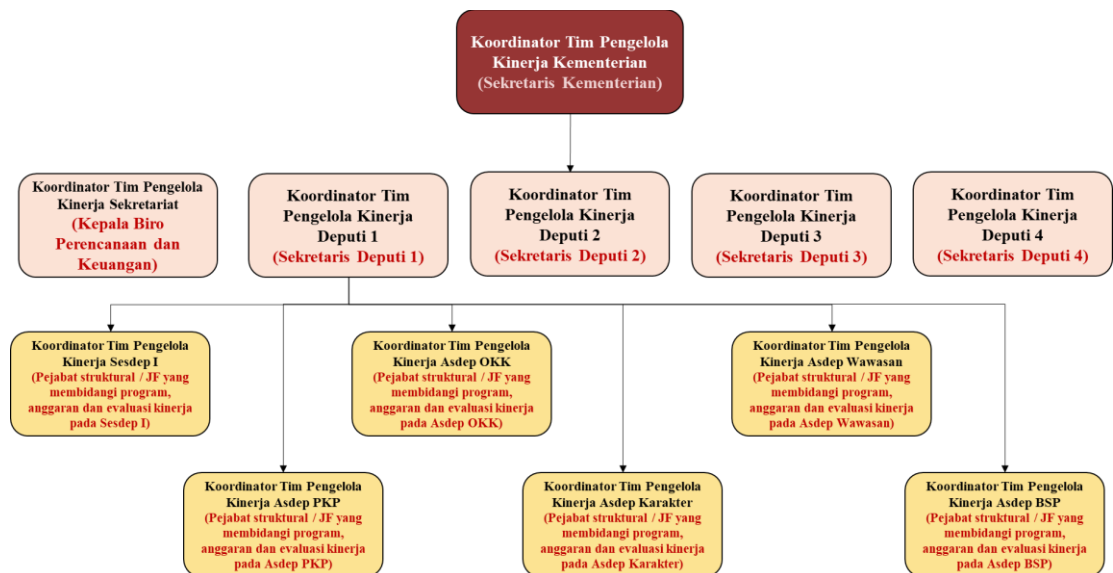 Koordinator Tim Pengelola
Kinerja Kementerian
(Sekretaris Kementerian)
Koordinator Tim Pengelola
Kinerja Sekretariat
(Kepala Biro
Perencanaan dan
Keuangan)
Koordinator Tim
Pengelola Kinerja
Deputi 1
(Sekretaris Deputi 1)
Koordinator Tim
Pengelola Kinerja
Deputi 2
(Sekretaris Deputi 2)
Koordinator Tim
Pengelola Kinerja
Deputi 3
(Sekretaris Deputi 3)
Koordinator Tim
Pengelola Kinerja
Deputi 4
(Sekretaris Deputi 4)
Koordinator Tim Pengelola
Kinerja Sesdep I
(Pejabat struktural / JF yang
membidangi program,
anggaran dan evaluasi kinerja
pada Sesdep I)
Koordinator Tim Pengelola
Kinerja Asdep OKK
(Pejabat struktural / JF yang
membidangi program,
anggaran dan evaluasi kinerja
pada Asdep OKK)
Koordinator Tim Pengelola
Kinerja Asdep Wawasan
(Pejabat struktural / JF yang
membidangi program,
anggaran dan evaluasi kinerja
pada Asdep Wawasan)
Koordinator Tim Pengelola
Kinerja Asdep PKP
(Pejabat struktural / JF yang
membidangi program,
anggaran dan evaluasi kinerja
pada Asdep PKP)
Koordinator Tim Pengelola
Kinerja Asdep Karakter
(Pejabat struktural / JF yang
membidangi program,
anggaran dan evaluasi kinerja
pada Asdep Karakter)
Koordinator Tim Pengelola
Kinerja Asdep BSP
(Pejabat struktural / JF yang
membidangi program,
anggaran dan evaluasi kinerja
pada Asdep BSP)